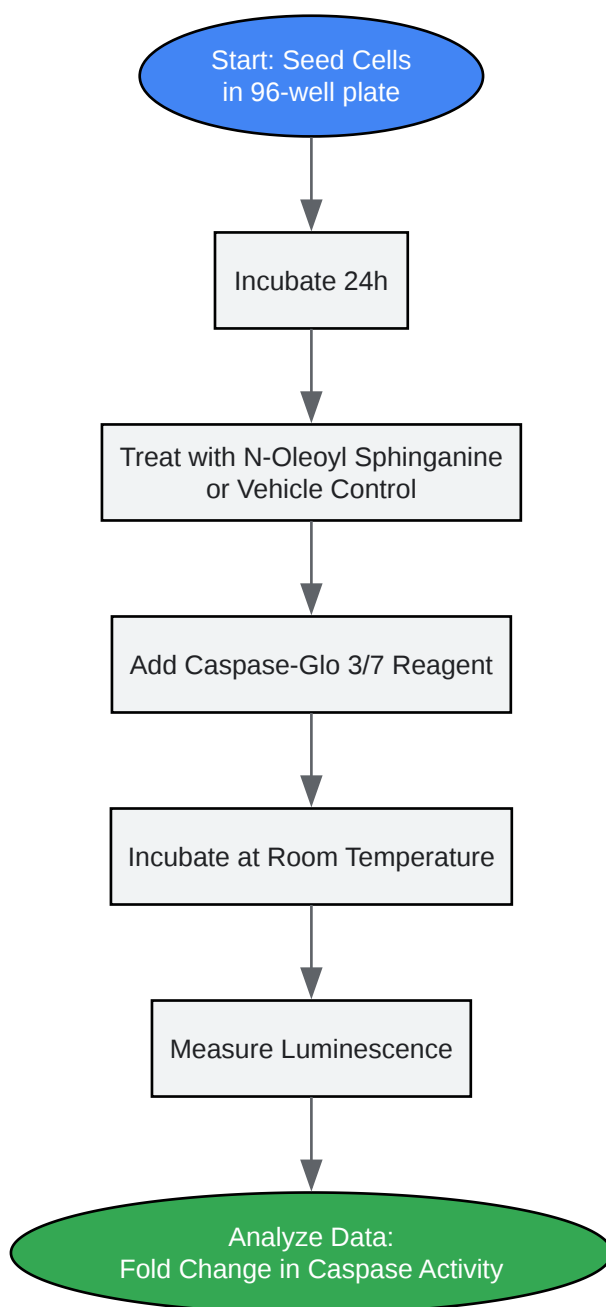 Start: Seed Cells
in 96-well plate
Incubate 24h
Treat with N-Oleoyl Sphinganine
or Vehicle Control
Add Caspase-Glo 3/7 Reagent
Incubate at Room Temperature
Measure Luminescence
Analyze Data:
Fold Change in Caspase Activity